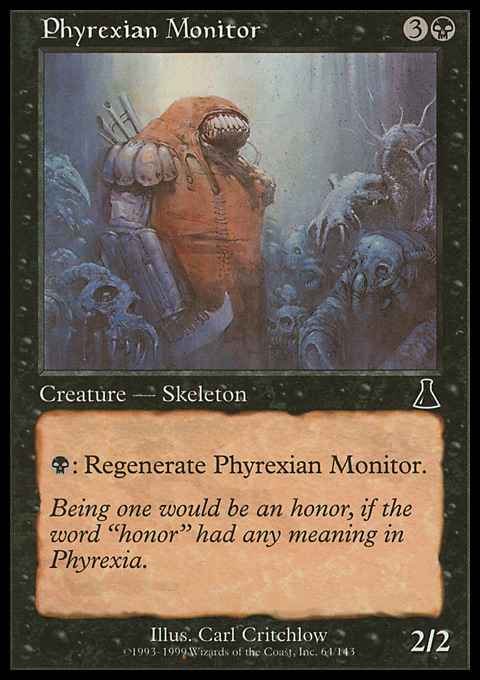 Phyrexian Monitor 3
Creature — Skeleton
: Regenerate Phyrexian Monitor.
Being one would be an honor, if the
word “honor” had any meaning in
Phyrexia.
Illus. Carl Critchlow
©1993–1999 Wizards of the Coast, Inc. 64/143
2/2